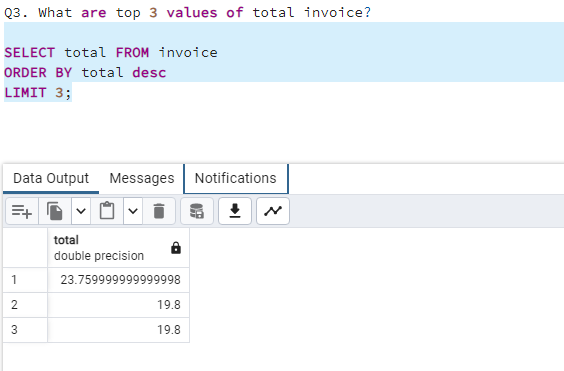 Q3. What are top 3 values of total invoice?
SELECT total FROM invoice
ORDER BY total desc
LIMIT 3;
Data Output Messages Notifications
total
double precision
1 23.759999999999998
2 19.8
3 19.8